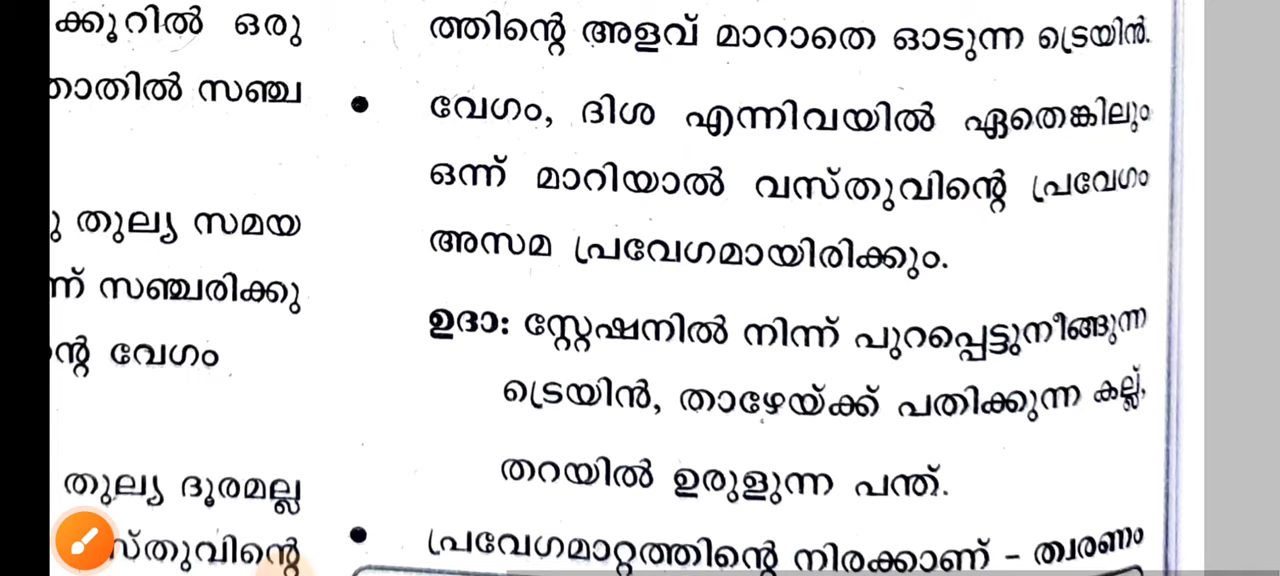 ക്കൂറിൽ ഒരു
താതിൽ സഞ്ച
തുല്യ സമയ
ന്ന് സഞ്ചരിക്കു
ന്റെ വേഗം
തുല്യ ദൂരമല്ല
സ്തുവിന്റെ
ത്തിന്റെ അളവ് മാറാതെ ഓടുന്ന ട്രെയിൻ.
• വേഗം, ദിശ എന്നിവയിൽ ഏതെങ്കിലും
ഒന്ന് മാറിയാൽ വസ്തുവിന്റെ പ്രവേഗം
അസമ പ്രവേഗമായിരിക്കും.
ഉദാ: സ്റ്റേഷനിൽ നിന്ന് പുറപ്പെട്ടുനീങ്ങുന്ന
ട്രെയിൻ, താഴേയ്ക്ക് പതിക്കുന്ന കല്ല്,
തറയിൽ ഉരുളുന്ന പന്ത്.
• പ്രവേഗമാറ്റത്തിന്റെ നിരക്കാണ് – ത്വരണം